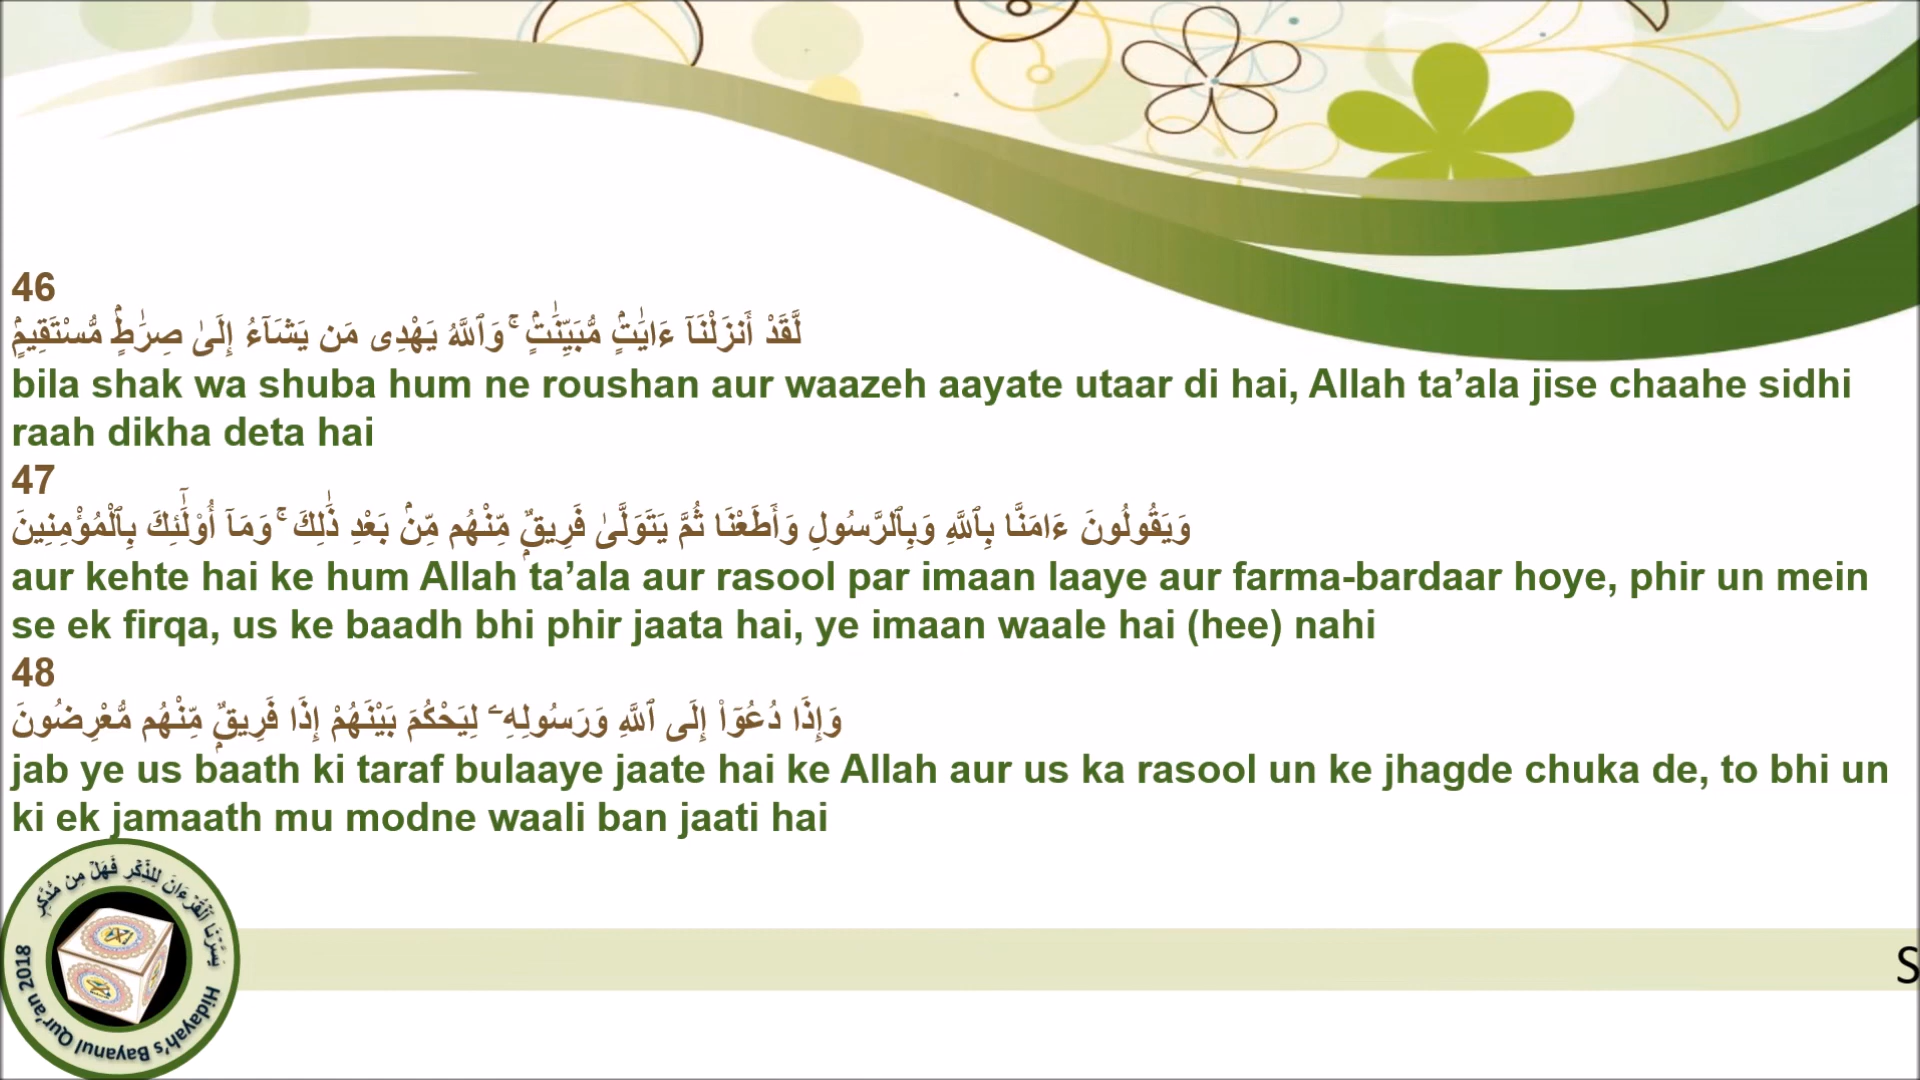 46
لَّقَدْ أَنزَلْنَآ ءَايَٰتٍۢ مُّبَيِّنَٰتٍۢ ۚ وَٱللَّهُ يَهْدِى مَن يَشَآءُ إِلَىٰ صِرَٰطٍۢ مُّسْتَقِيمٍۢ
bila shak wa shuba hum ne roushan aur waazeh aayate utaar di hai, Allah ta’ala jise chaahe sidhi
raah dikha deta hai
47
وَيَقُولُونَ ءَامَنَّا بِٱللَّهِ وَبِٱلرَّسُولِ وَأَطَعْنَا ثُمَّ يَتَوَلَّىٰ فَرِيقٌۭ مِّنْهُم مِّنۢ بَعْدِ ذَٰلِكَ ۚ وَمَآ أُو۟لَٰٓئِكَ بِٱلْمُؤْمِنِينَ
aur kehte hai ke hum Allah ta’ala aur rasool par imaan laaye aur farma-bardaar hoye, phir un mein
se ek firqa, us ke baadh bhi phir jaata hai, ye imaan waale hai (hee) nahi
48
وَإِذَا دُعُوٓا۟ إِلَى ٱللَّهِ وَرَسُولِهِۦ لِيَحْكُمَ بَيْنَهُمْ إِذَا فَرِيقٌۭ مِّنْهُم مُّعْرِضُونَ
jab ye us baath ki taraf bulaaye jaate hai ke Allah aur us ka rasool un ke jhagde chuka de, to bhi un
ki ek jamaath mu modne waali ban jaati hai
يَسَّرْنَا ٱلْقُرْءَانَ لِلذِّكْرِ فَهَلْ مِن مُّدَّكِرٍ
Hidayah's Bayanul Qur'an 2018
S